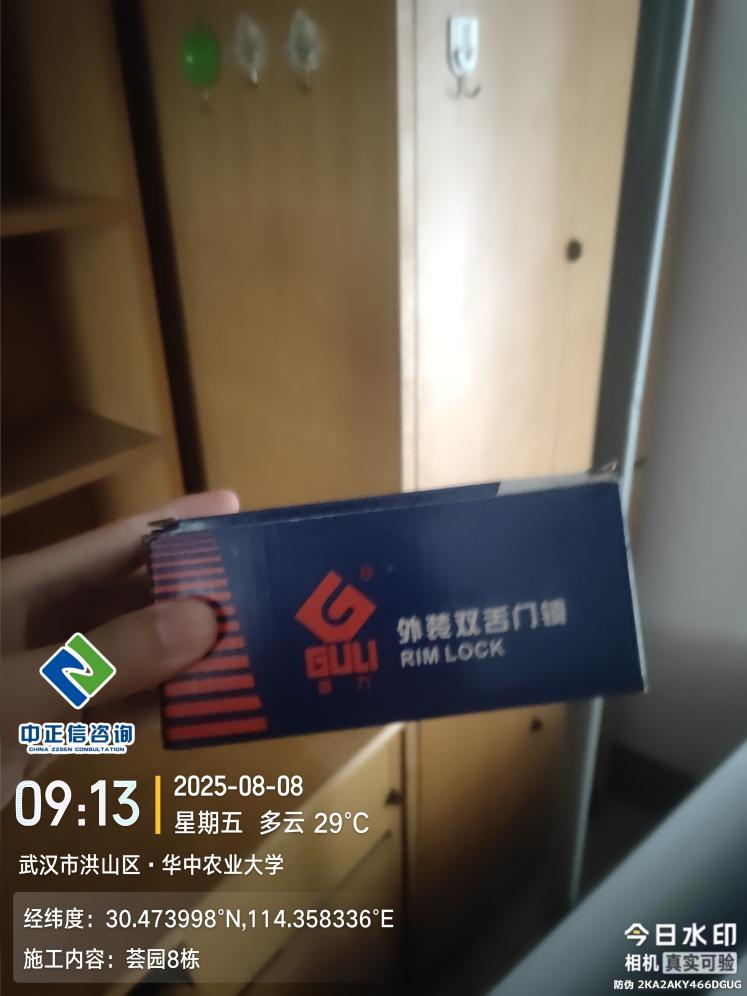 GULI
外装双舌门锁
RIM LOCK
中正信咨询
CHINA ZZSEN CONSULTATION
09:13
2025-08-08
星期五 多云 29°C
武汉市洪山区·华中农业大学
经纬度：30.473998°N,114.358336°E
施工内容：荟园8栋
今日水印
相机 真实可验
防伪 2KA2AKY466DGUG